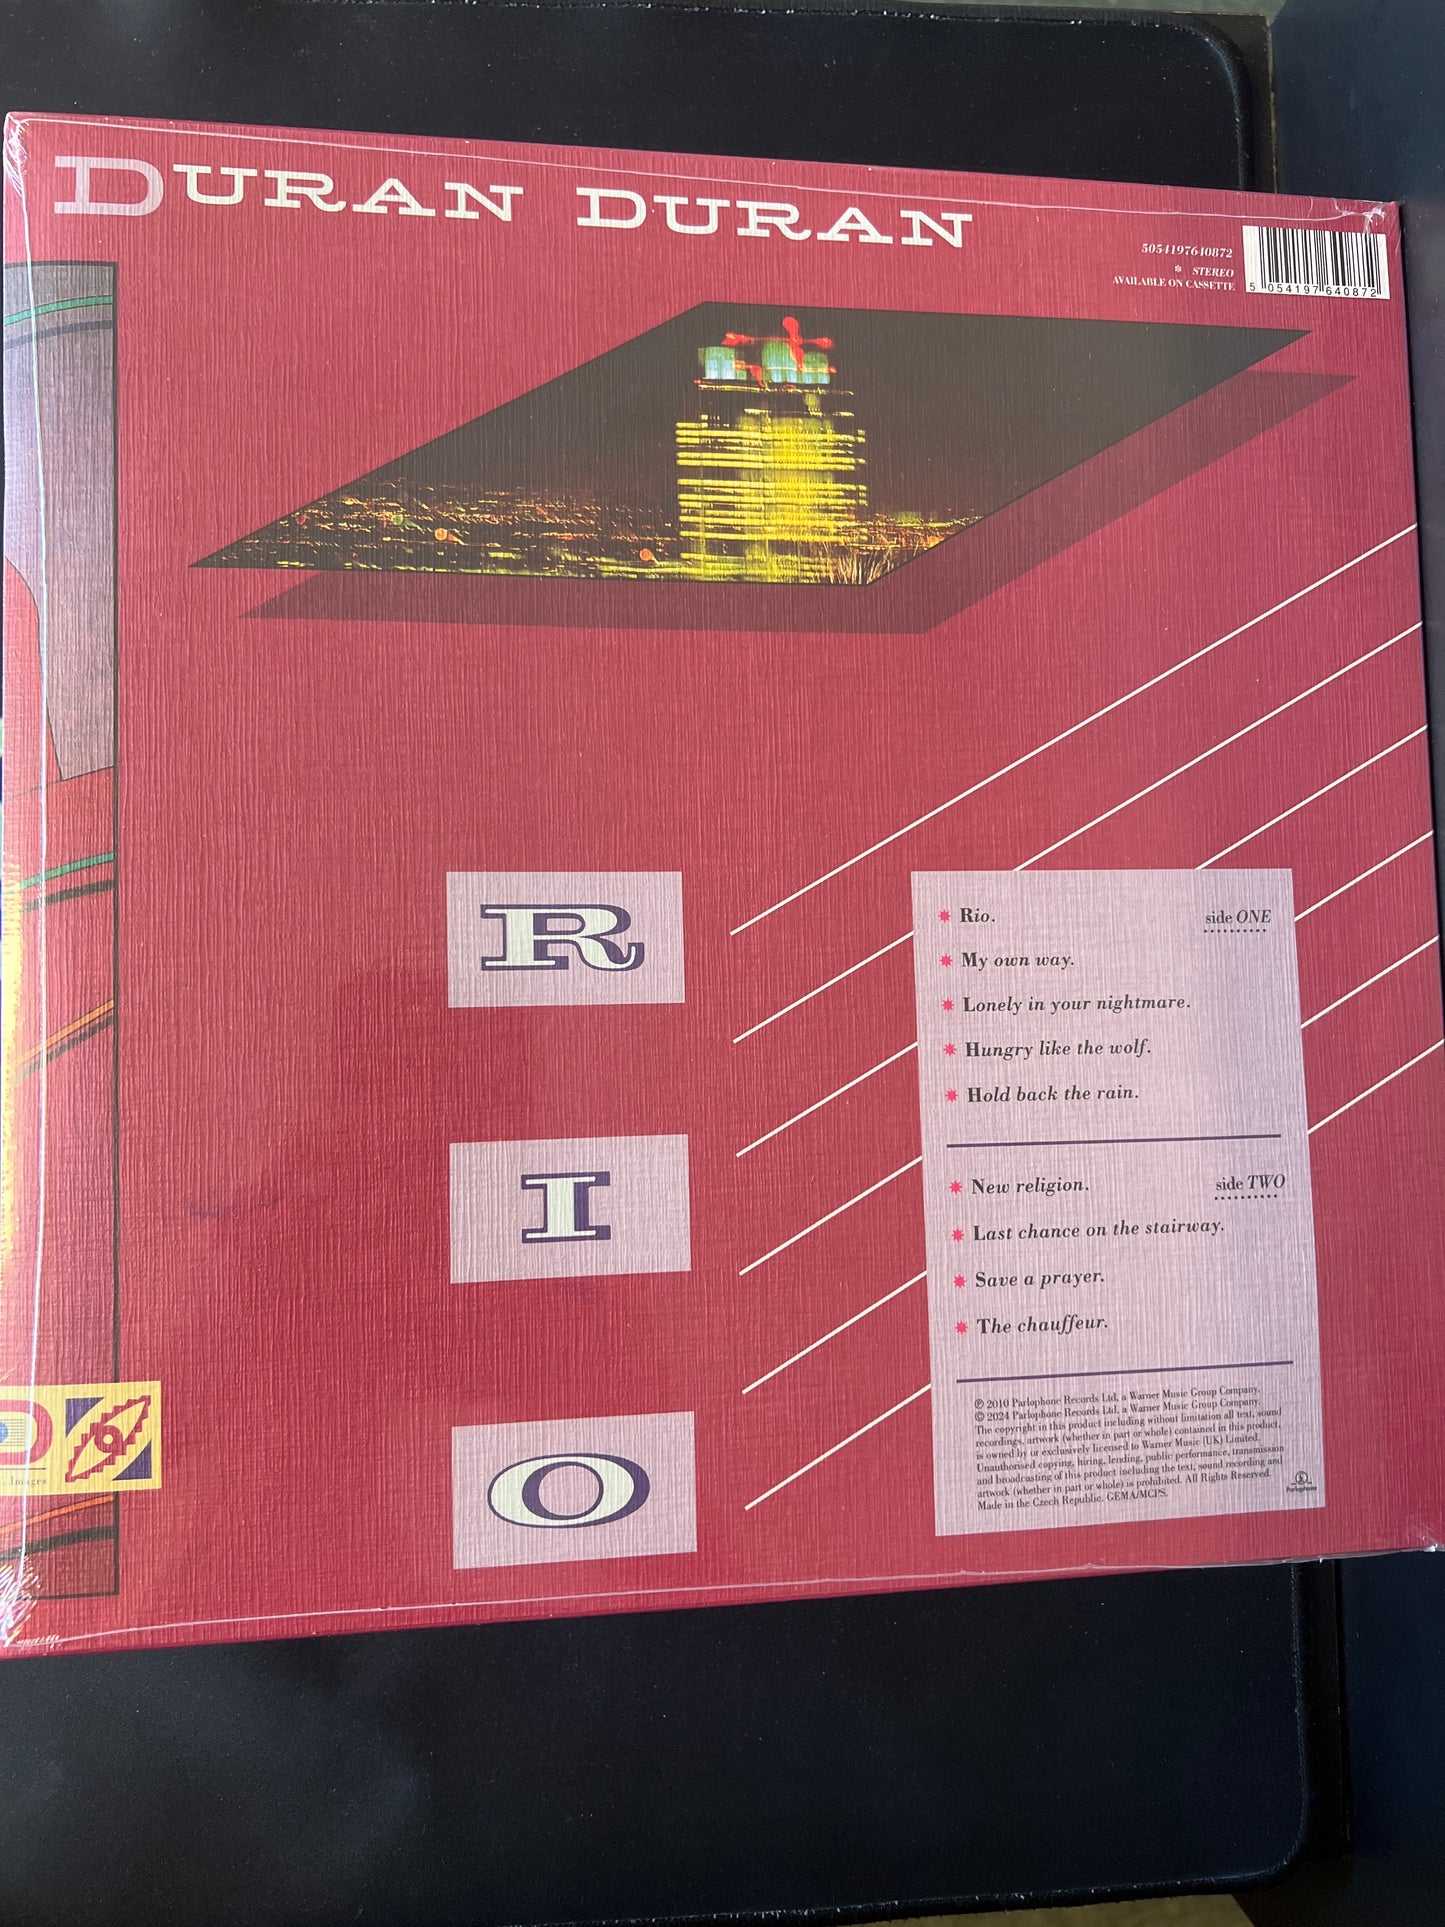 DURAN DURAN
5054197640872
* STEREO
AVAILABLE ON CASSETTE
5 054197 640872
R
I
O
Rio.
side ONE
My own way.
Lonely in your nightmare.
Hungry like the wolf.
Hold back the rain.
New religion.
side TWO
Last chance on the stairway.
Save a prayer.
The chauffeur.
℗ 2010 Parlophone Records Ltd, a Warner Music Group Company.
© 2024 Parlophone Records Ltd, a Warner Music Group Company.
The copyright in this product including without limitation all text, sound
recordings, artwork (whether in part or whole) contained in this product,
is owned by or exclusively licensed to Warner Music (UK) Limited.
Unauthorised copying, hiring, lending, public performance, transmission
and broadcasting of this product including the text, sound recording and
artwork (whether in part or whole) is prohibited. All Rights Reserved.
Made in the Czech Republic. GEMA/MCPS.
Parlophone
Images